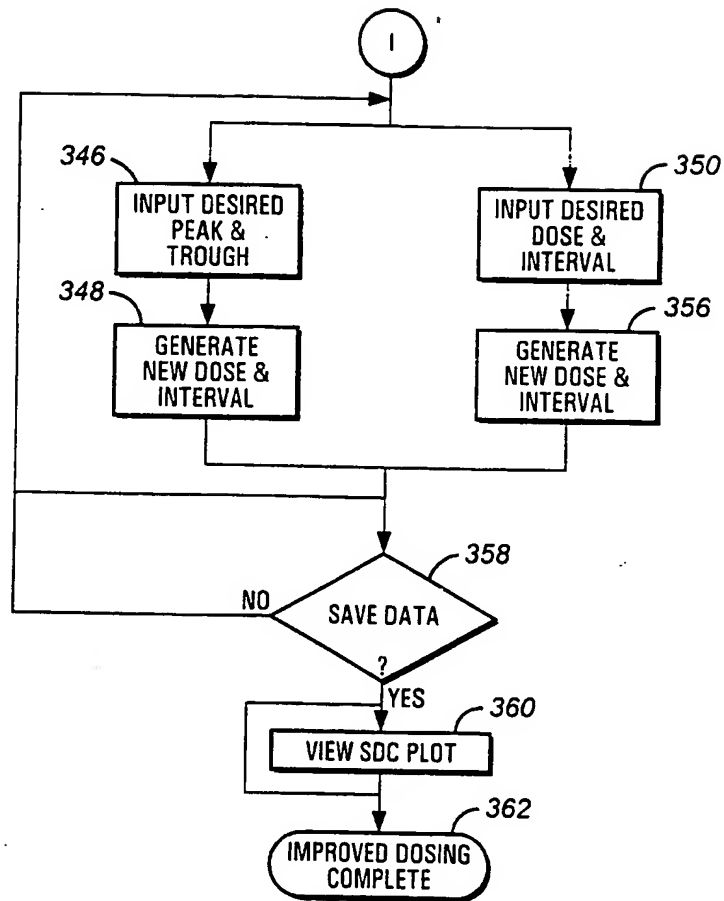 I
346
INPUT DESIRED
PEAK &
TROUGH
350
INPUT DESIRED
DOSE &
INTERVAL
348
GENERATE
NEW DOSE &
INTERVAL
356
GENERATE
NEW DOSE &
INTERVAL
358
NO
SAVE DATA
?
YES
360
VIEW SDC PLOT
362
IMPROVED DOSING
COMPLETE